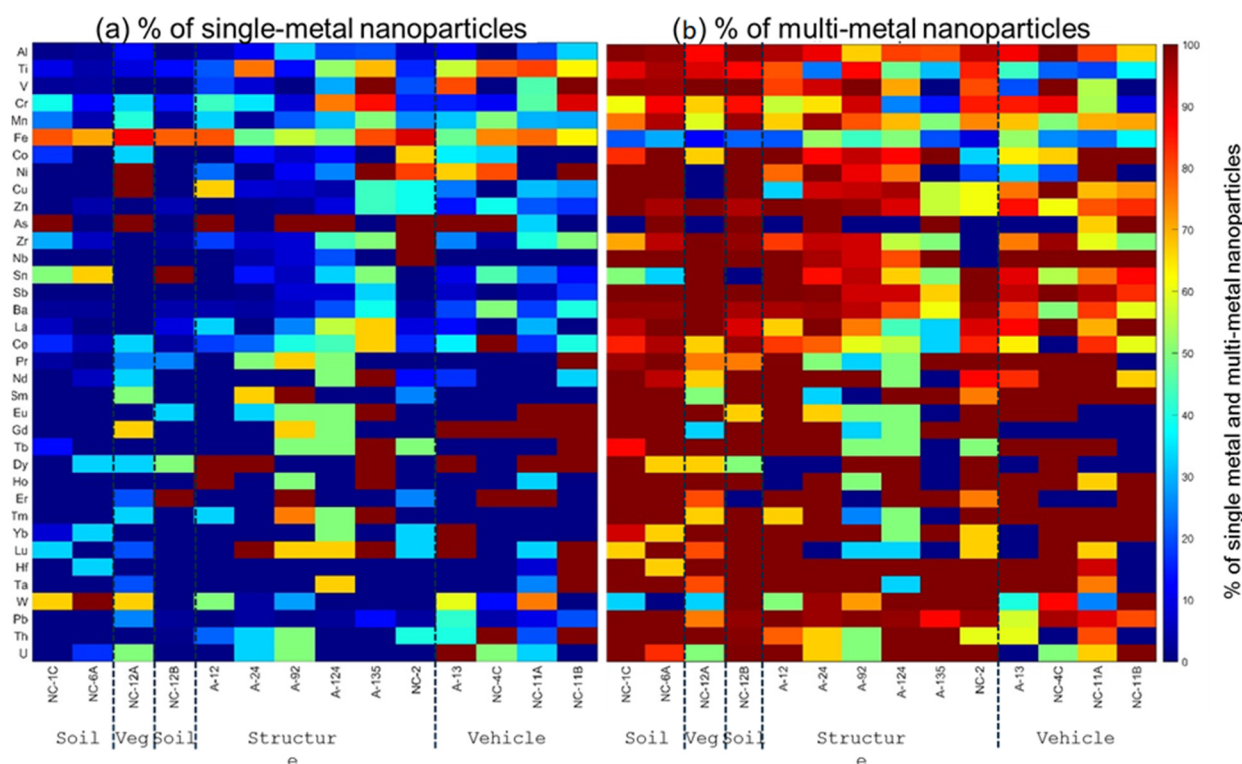 (a) % of single-metal nanoparticles
(b) % of multi-metal nanoparticles
Al
Ti
V
Cr
Mn
Fe
Co
Ni
Cu
Zn
As
Zr
Nb
Sn
Sb
Ba
La
Ce
Pr
Nd
Sm
Eu
Gd
Tb
Dy
Ho
Er
Tm
Yb
Lu
Hf
Ta
W
Pb
Th
U
NC-1C
NC-6A
NC-12A
NC-12B
A-12
A-24
A-92
A-124
A-135
NC-2
A-13
NC-4C
NC-11A
NC-11B
Soil
Veg
Soil
Structur
e
Vehicle
NC-1C
NC-6A
NC-12A
NC-12B
A-12
A-24
A-92
A-124
A-135
NC-2
A-13
NC-4C
NC-11A
NC-11B
Soil
Veg
Soil
Structur
e
Vehicle
100
90
80
70
60
50
40
30
20
10
0
% of single metal and multi-metal nanoparticles